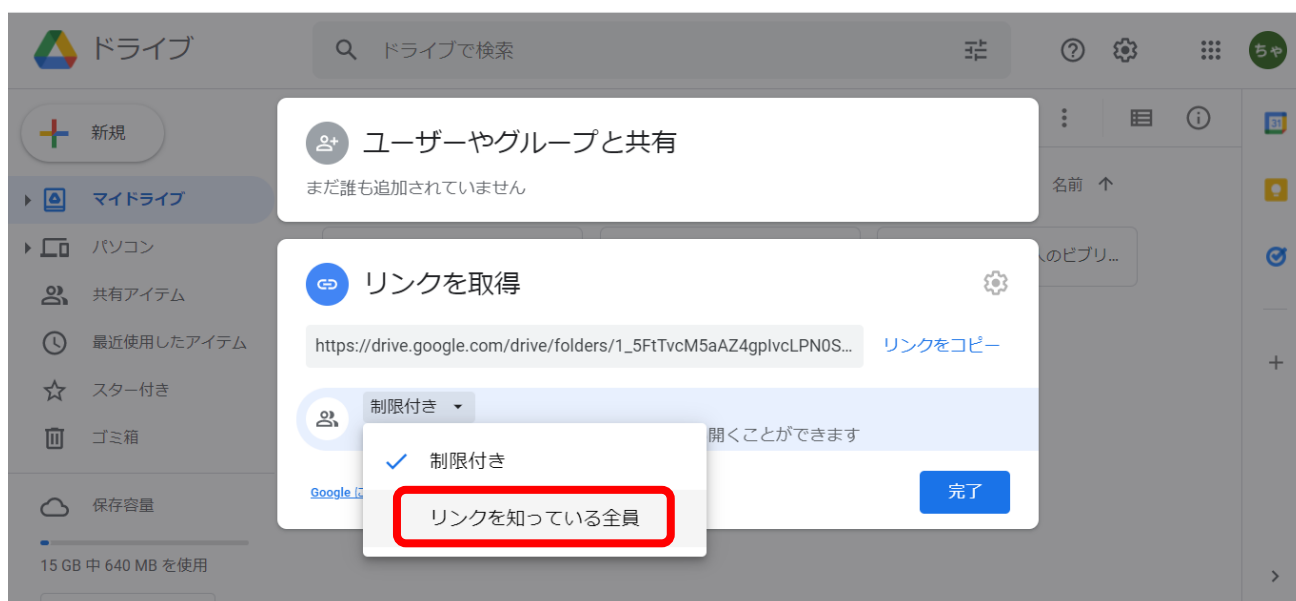 ドライブ
ドライブで検索
ちゃ
新規
ユーザーやグループと共有
まだ誰も追加されていません
31
名前
マイドライブ
パソコン
のビブリ...
リンクを取得
共有アイテム
https://drive.google.com/drive/folders/1_5FtTvcM5aAZ4gpIvcLPN0S...
リンクをコピー
最近使用したアイテム
スター付き
制限付き
開くことができます
ゴミ箱
制限付き
Google に
完了
リンクを知っている全員
保存容量
15 GB 中 640 MB を使用